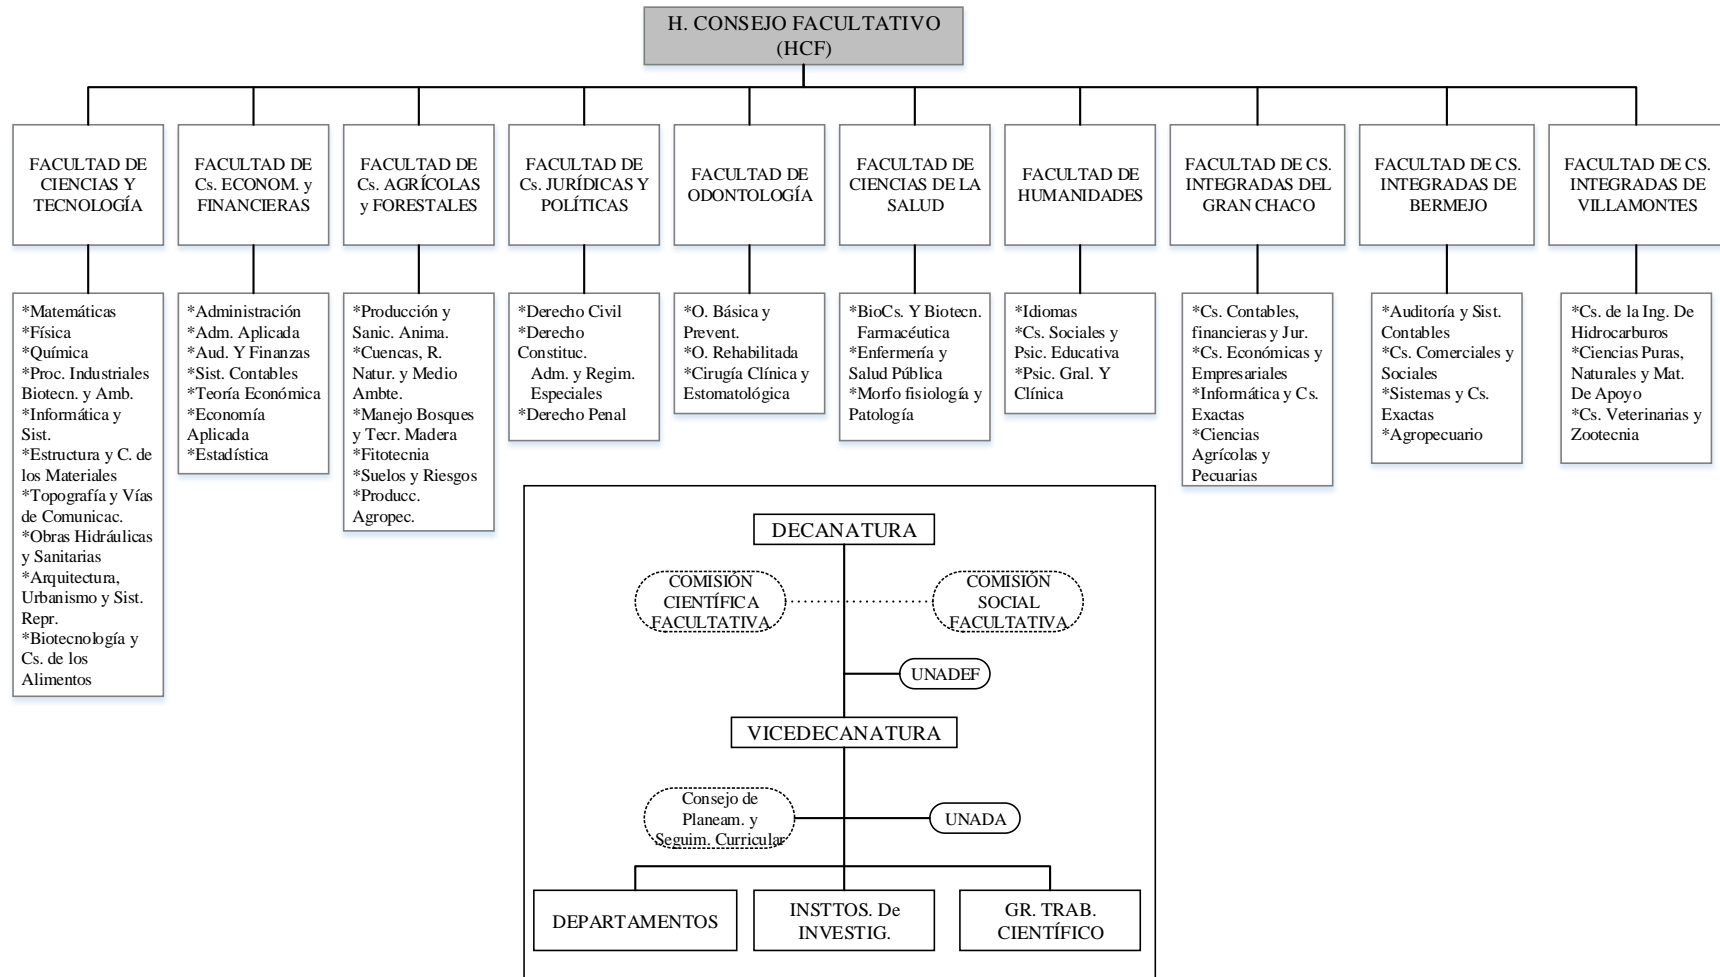 H. CONSEJO FACULTATIVO
(HCF)
FACULTAD DE
CIENCIAS Y
TECNOLOGÍA
FACULTAD DE
Cs. ECONOM. y
FINANCIERAS
FACULTAD DE
Cs. AGRÍCOLAS
y FORESTALES
FACULTAD DE
Cs. JURÍDICAS Y
POLÍTICAS
FACULTAD DE
ODONTOLOGÍA
FACULTAD DE
CIENCIAS DE LA
SALUD
FACULTAD DE
HUMANIDADES
FACULTAD DE CS.
INTEGRADAS DEL
GRAN CHACO
FACULTAD DE CS.
INTEGRADAS DE
BERMEJO
FACULTAD DE CS.
INTEGRADAS DE
VILLAMONTES
*Matemáticas
*Física
*Química
*Proc. Industriales
Biotecn. y Amb.
*Informática y
Sist.
*Estructura y C. de
los Materiales
*Topografía y Vías
de Comunicac.
*Obras Hidráulicas
y Sanitarias
*Arquitectura,
Urbanismo y Sist.
Repr.
*Biotecnología y
Cs. de los
Alimentos
*Administración
*Adm. Aplicada
*Aud. Y Finanzas
*Sist. Contables
*Teoría Económica
*Economía
Aplicada
*Estadística
*Producción y
Sanic. Anima.
*Cuencas, R.
Natur. y Medio
Ambte.
*Manejo Bosques
y Tecr. Madera
*Fitotecnia
*Suelos y Riesgos
*Producc.
Agropec.
*Derecho Civil
*Derecho
Constituc.
Adm. y Regim.
Especiales
*Derecho Penal
*O. Básica y
Prevent.
*O. Rehabilitada
*Cirugía Clínica y
Estomatológica
*BioCs. Y Biotecn.
Farmacéutica
*Enfermería y
Salud Pública
*Morfo fisiología y
Patología
*Idiomas
*Cs. Sociales y
Psic. Educativa
*Psic. Gral. Y
Clínica
*Cs. Contables,
financieras y Jur.
*Cs. Económicas y
Empresariales
*Informática y Cs.
Exactas
*Ciencias
Agrícolas y
Pecuarias
*Auditoría y Sist.
Contables
*Cs. Comerciales y
Sociales
*Sistemas y Cs.
Exactas
*Agropecuario
*Cs. de la Ing. De
Hidrocarburos
*Ciencias Puras,
Naturales y Mat.
De Apoyo
*Cs. Veterinarias y
Zootecnia
DECANATURA
COMISIÓN
CIENTÍFICA
FACULTATIVA
COMISIÓN
SOCIAL
FACULTATIVA
UNADEF
VICEDECANATURA
Consejo de
Planeam. y
Seguim. Curricular
UNADA
DEPARTAMENTOS
INSTTOS. De
INVESTIG.
GR. TRAB.
CIENTÍFICO